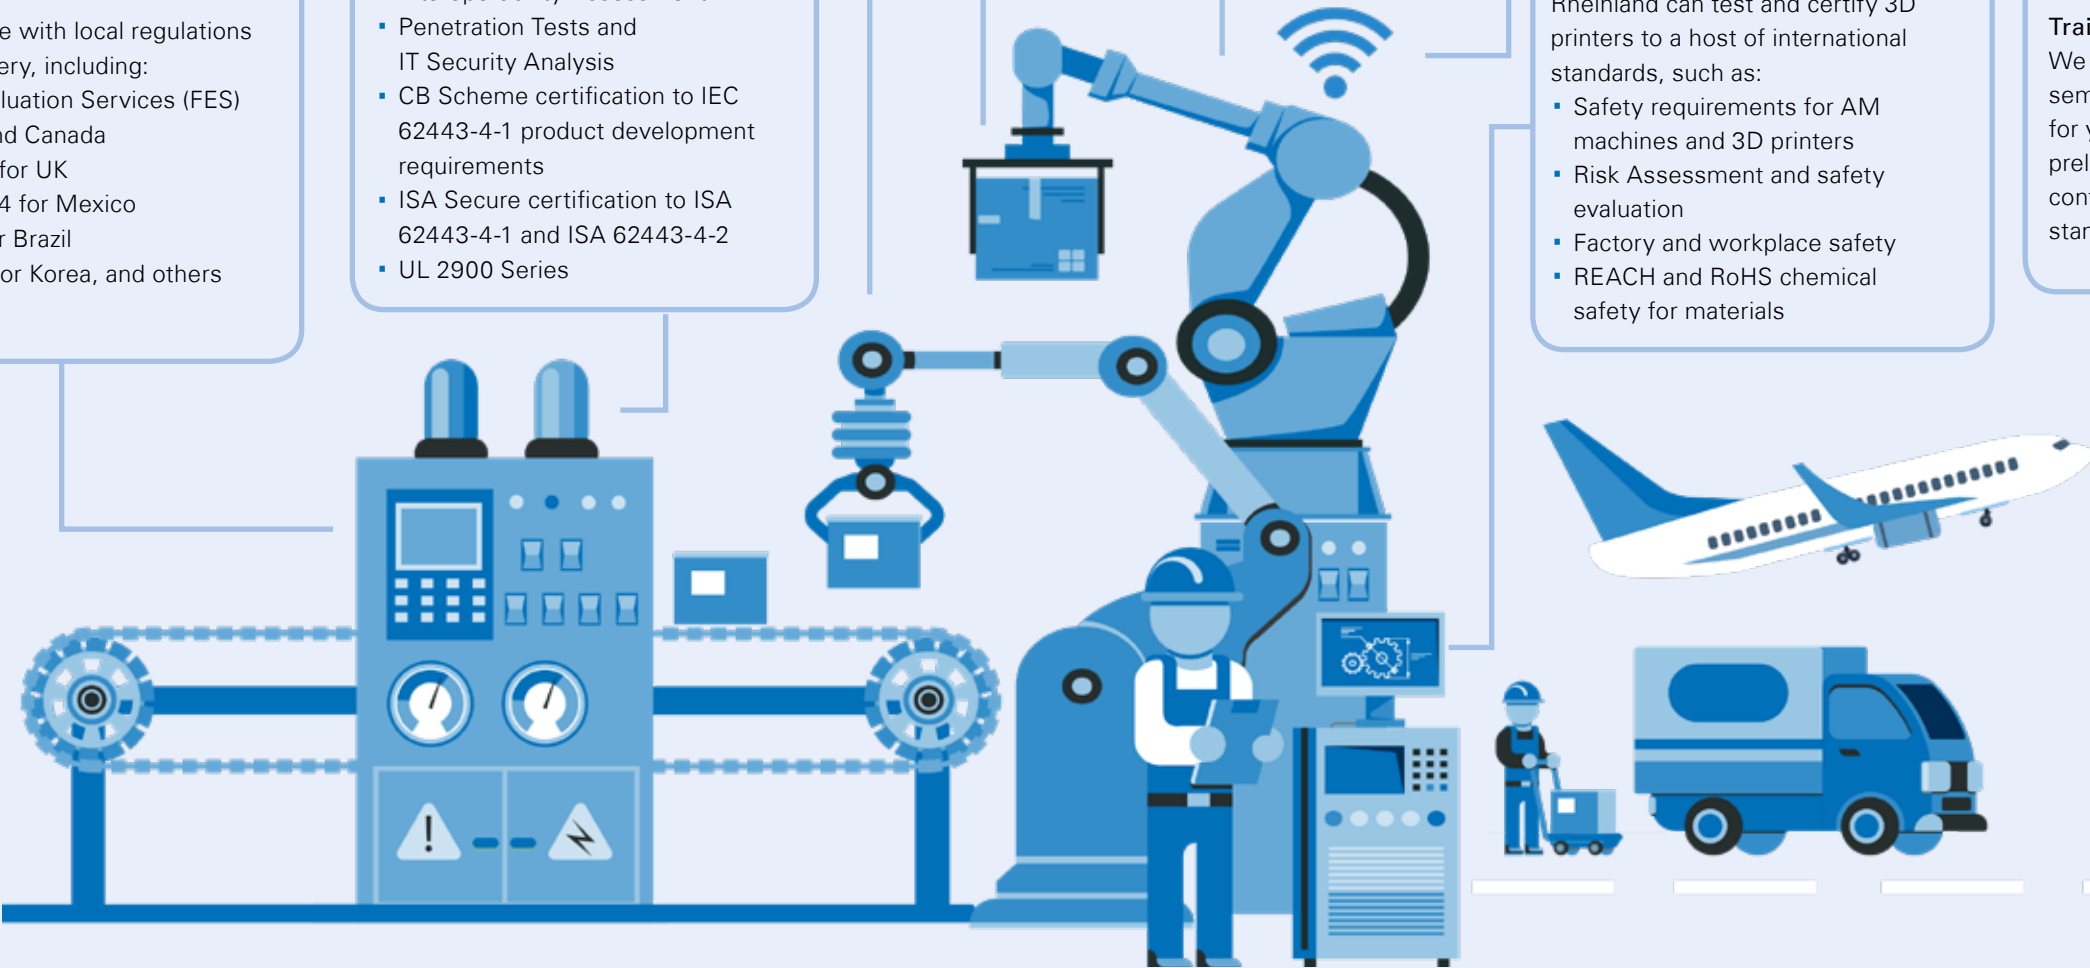 e with local regulations
ery, including:
luation Services (FES)
nd Canada
for UK
4 for Mexico
r Brazil
or Korea, and others
Penetration Tests and
IT Security Analysis
CB Scheme certification to IEC
62443-4-1 product development
requirements
ISA Secure certification to ISA
62443-4-1 and ISA 62443-4-2
UL 2900 Series
Rheinland can test and certify 3D
printers to a host of international
standards, such as:
Safety requirements for AM
machines and 3D printers
Risk Assessment and safety
evaluation
Factory and workplace safety
REACH and RoHS chemical
safety for materials
Trai
We
sem
for y
prel
con
star